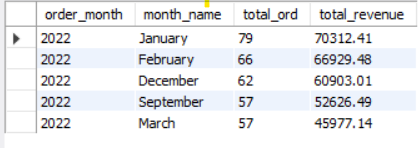 order_month month_name total_ord total_revenue
2022 January 79 70312.41
2022 February 66 66929.48
2022 December 62 60903.01
2022 September 57 52626.49
2022 March 57 45977.14